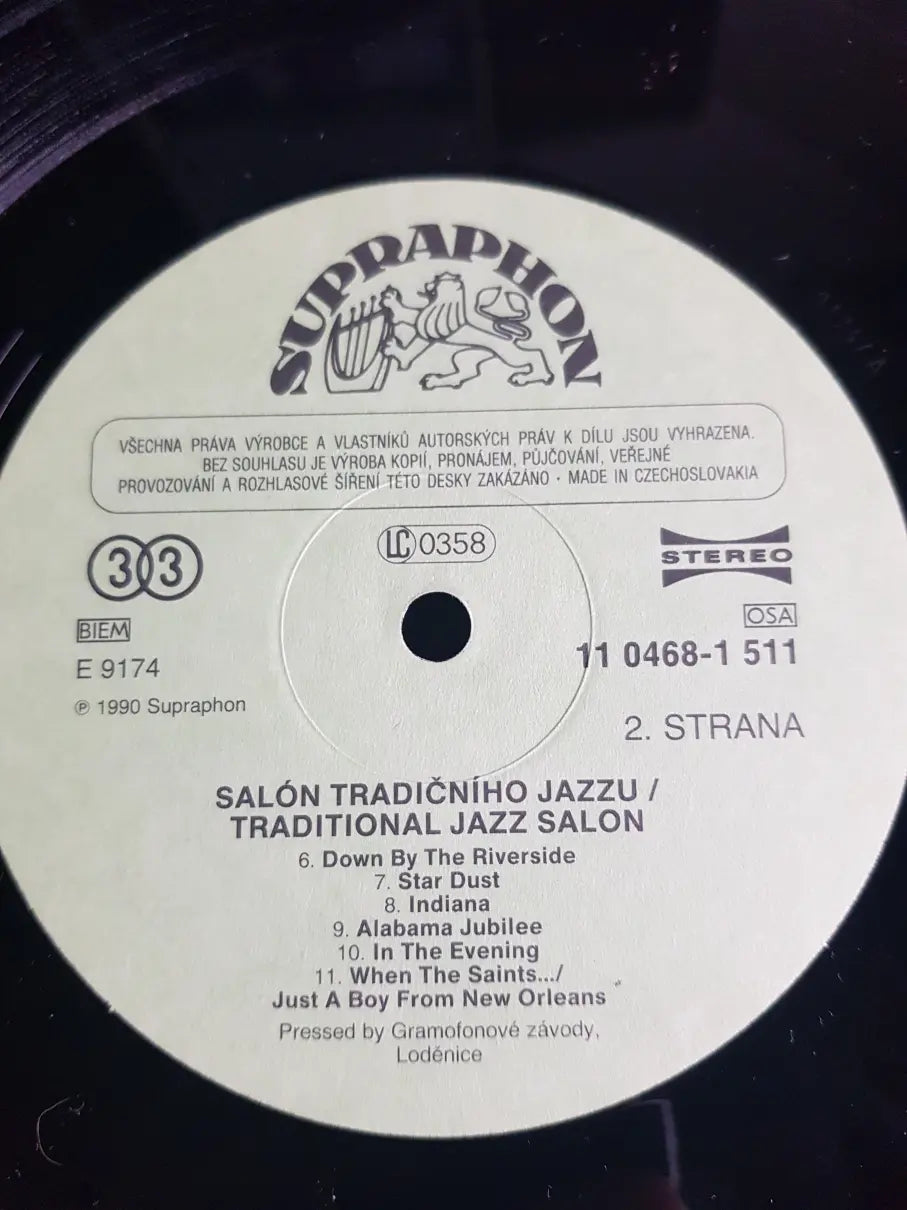 SUPRAPHON
VŠECHNA PRÁVA VÝROBCE A VLASTNÍKŮ AUTORSKÝCH PRÁV K DÍLU JSOU VYHRAZENA.
BEZ SOUHLASU JE VÝROBA KOPIÍ, PRONÁJEM, PŮJČOVÁNÍ, VEŘEJNÉ
PROVOZOVÁNÍ A ROZHLASOVÉ ŠÍŘENÍ TÉTO DESKY ZAKÁZÁNO · MADE IN CZECHOSLOVAKIA
33
LC 0358
STEREO
BIEM
OSA
E 9174
11 0468-1 511
℗ 1990 Supraphon
2. STRANA
SALÓN TRADIČNÍHO JAZZU /
TRADITIONAL JAZZ SALON
6. Down By The Riverside
7. Star Dust
8. Indiana
9. Alabama Jubilee
10. In The Evening
11. When The Saints.../
Just A Boy From New Orleans
Pressed by Gramofonové závody,
Loděnice